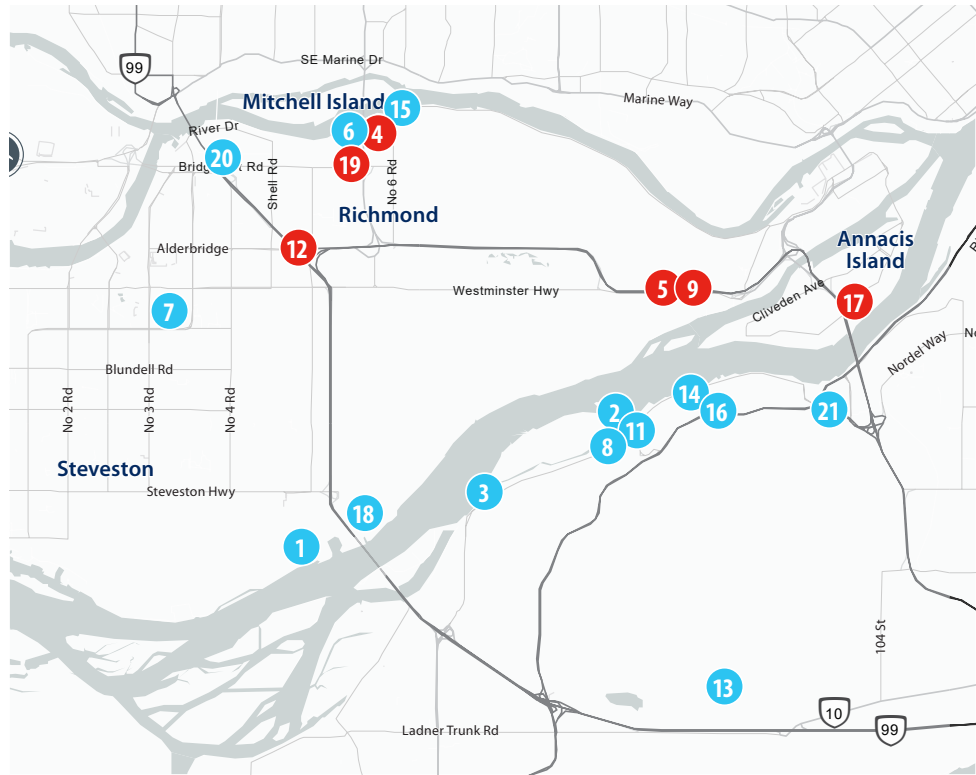 99
SE Marine Dr
Marine Way
Mitchell Island
15
River Dr
6
4
20
19
Shell Rd
No 6 Rd
Richmond
Alderbridge
12
Annacis
Island
Westminster Hwy
5
9
Cliveden Ave
17
7
Nordel Way
Blundell Rd
No 2 Rd
No 3 Rd
No 4 Rd
14
2
16
21
11
8
Steveston
Steveston Hwy
3
18
1
104 St
13
10
99
Ladner Trunk Rd